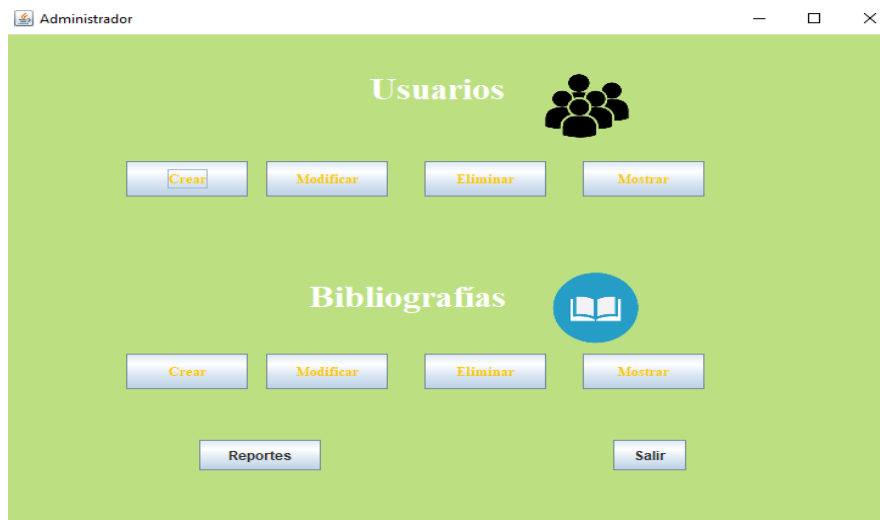 Administrador
Usuarios
Crear Modificar Eliminar Mostrar
Bibliografías
Crear Modificar Eliminar Mostrar
Reportes Salir